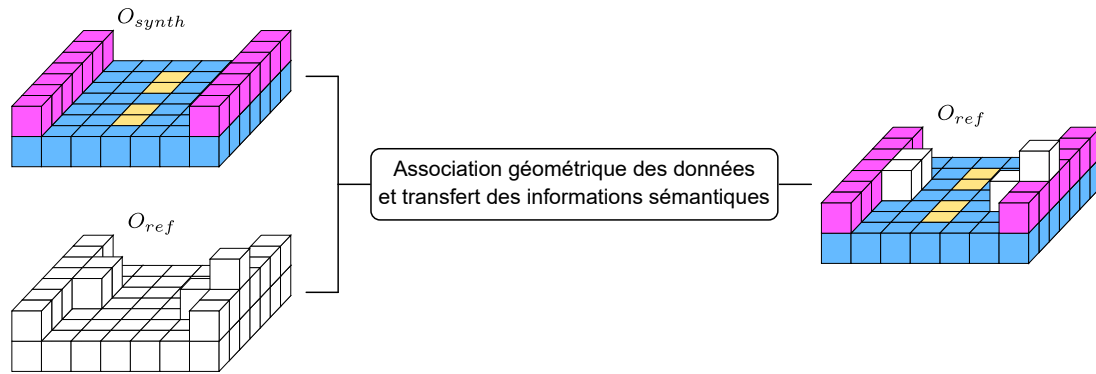 O_synth
O_ref
Association géométrique des données
et transfert des informations sémantiques
O_ref